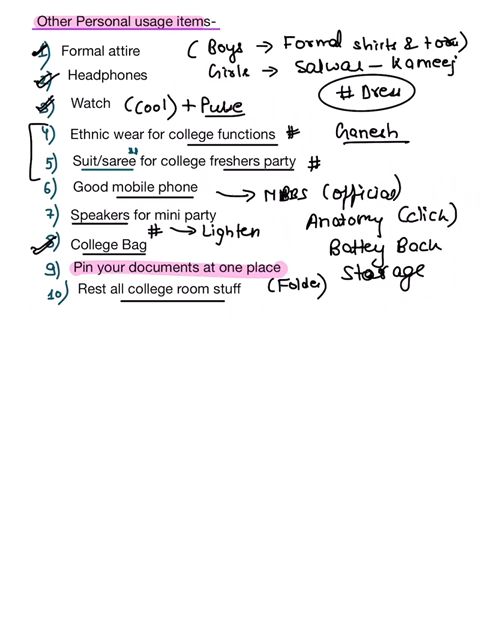 Other Personal usage items-
1) Formal attire
( Boys → Formal shirts &
Girls → Salwar - Kameej
2) Headphones
# Dress
3) Watch (Cool) + Pulse
4) Ethnic wear for college functions # Ganesh
5) Suit/saree for college freshers party #
6) Good mobile phone → MBBS (official)
7) Speakers for mini party Anatomy (click)
# → Lighten
8) College Bag Battey Back
9) Pin your documents at one place Storage
10) Rest all college room stuff (Folder)